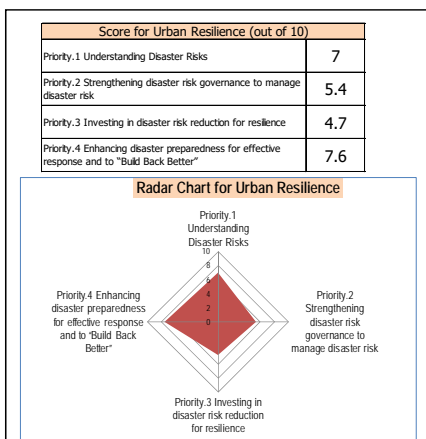 Score for Urban Resilience (out of 10)
Priority.1 Understanding Disaster Risks 7
Priority.2 Strengthening disaster risk governance to manage
disaster risk 5.4
Priority.3 Investing in disaster risk reduction for resilience 4.7
Priority.4 Enhancing disaster preparedness for effective
response and to “Build Back Better” 7.6
Radar Chart for Urban Resilience
Priority.1
Understanding
Disaster Risks
10
8
6
4
2
0
Priority.2
Strengthening
disaster risk
governance to
manage disaster risk
Priority.3 Investing in
disaster risk reduction
for resilience
Priority.4 Enhancing
disaster preparedness
for effective response
and to “Build Back
Better”